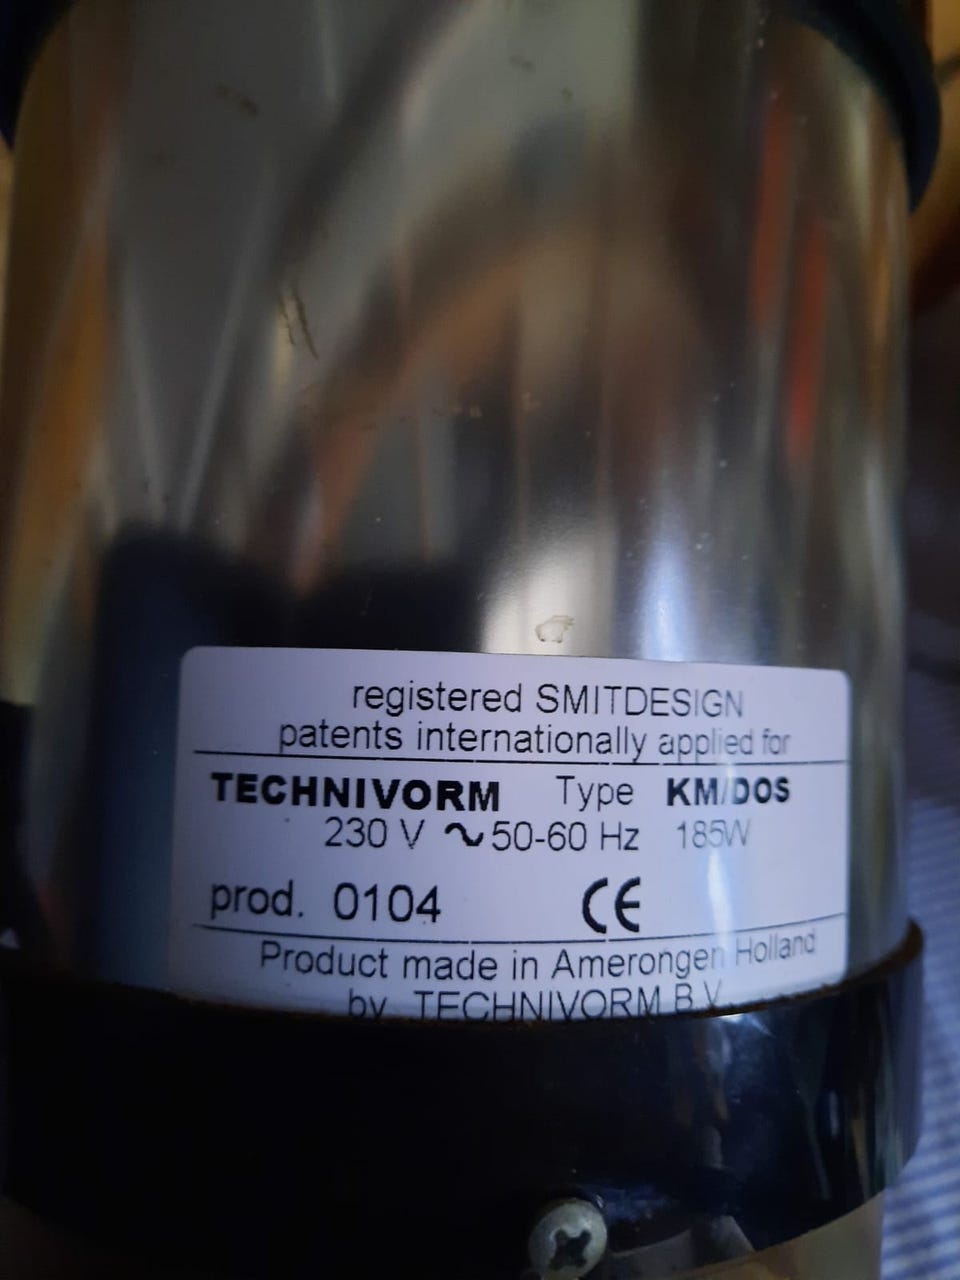 registered SMITDESIGN
patents internationally applied for
TECHNIVORM Type KM/DOS
230 V ~ 50-60 Hz 185W
prod. 0104 CE
Product made in Amerongen Holland
by TECHNIVORM B.V.